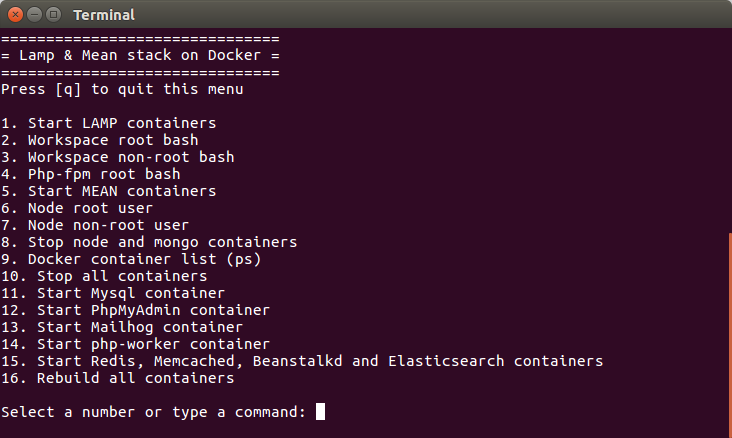 Terminal
===============================
= Lamp & Mean stack on Docker =
===============================
Press [q] to quit this menu
1. Start LAMP containers
2. Workspace root bash
3. Workspace non-root bash
4. Php-fpm root bash
5. Start MEAN containers
6. Node root user
7. Node non-root user
8. Stop node and mongo containers
9. Docker container list (ps)
10. Stop all containers
11. Start Mysql container
12. Start PhpMyAdmin container
13. Start Mailhog container
14. Start php-worker container
15. Start Redis, Memcached, Beanstalkd and Elasticsearch containers
16. Rebuild all containers
Select a number or type a command: